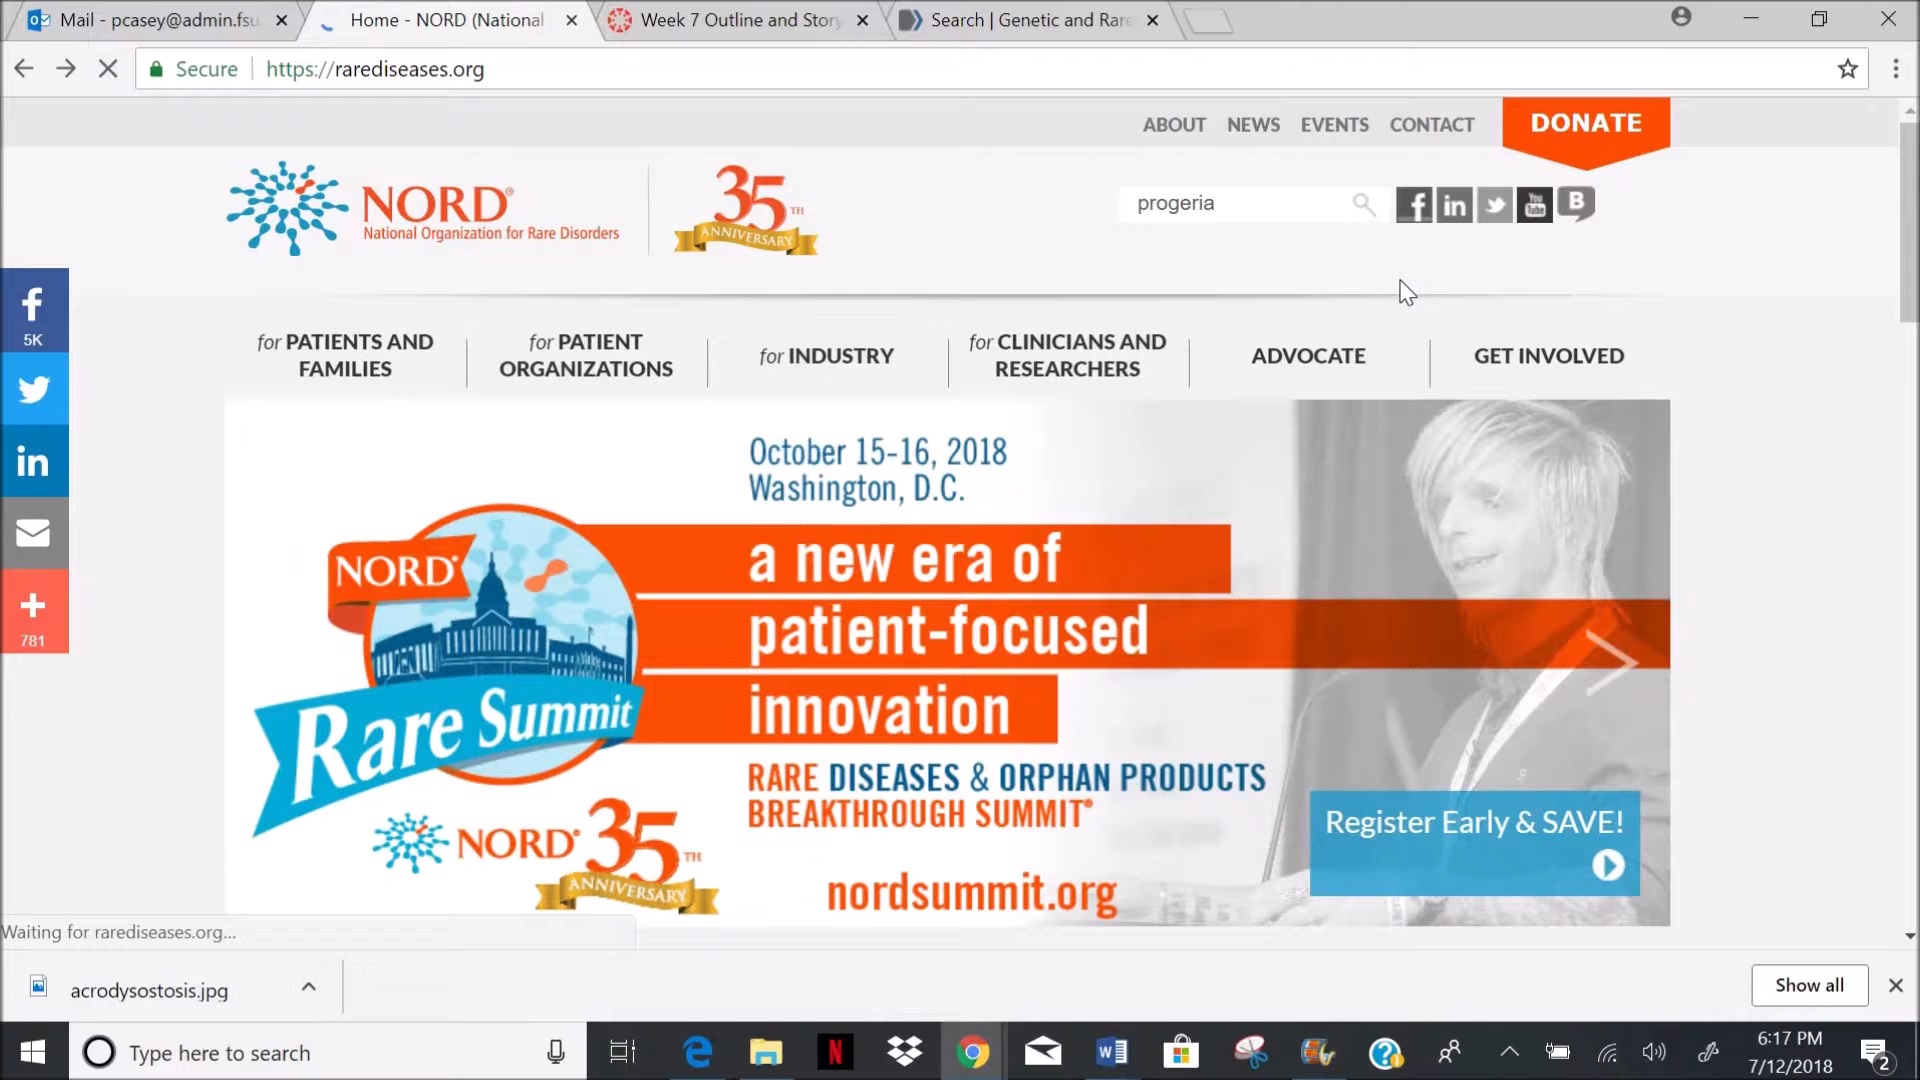 Mail - pcasey@admin.fsu
Home - NORD (National
Week 7 Outline and Story
Search | Genetic and Rare
Secure
https://rarediseases.org
ABOUT NEWS EVENTS CONTACT
DONATE
NORD®
National Organization for Rare Disorders
35TH
ANNIVERSARY
progeria
5K
781
for PATIENTS AND FAMILIES
for PATIENT ORGANIZATIONS
for INDUSTRY
for CLINICIANS AND RESEARCHERS
ADVOCATE
GET INVOLVED
October 15-16, 2018
Washington, D.C.
NORD®
Rare Summit
a new era of
patient-focused
innovation
RARE DISEASES & ORPHAN PRODUCTS
BREAKTHROUGH SUMMIT®
NORD® 35TH
ANNIVERSARY
nordsummit.org
Register Early & SAVE!
Waiting for rarediseases.org...
acrodysostosis.jpg
Show all
Type here to search
6:17 PM
7/12/2018
2